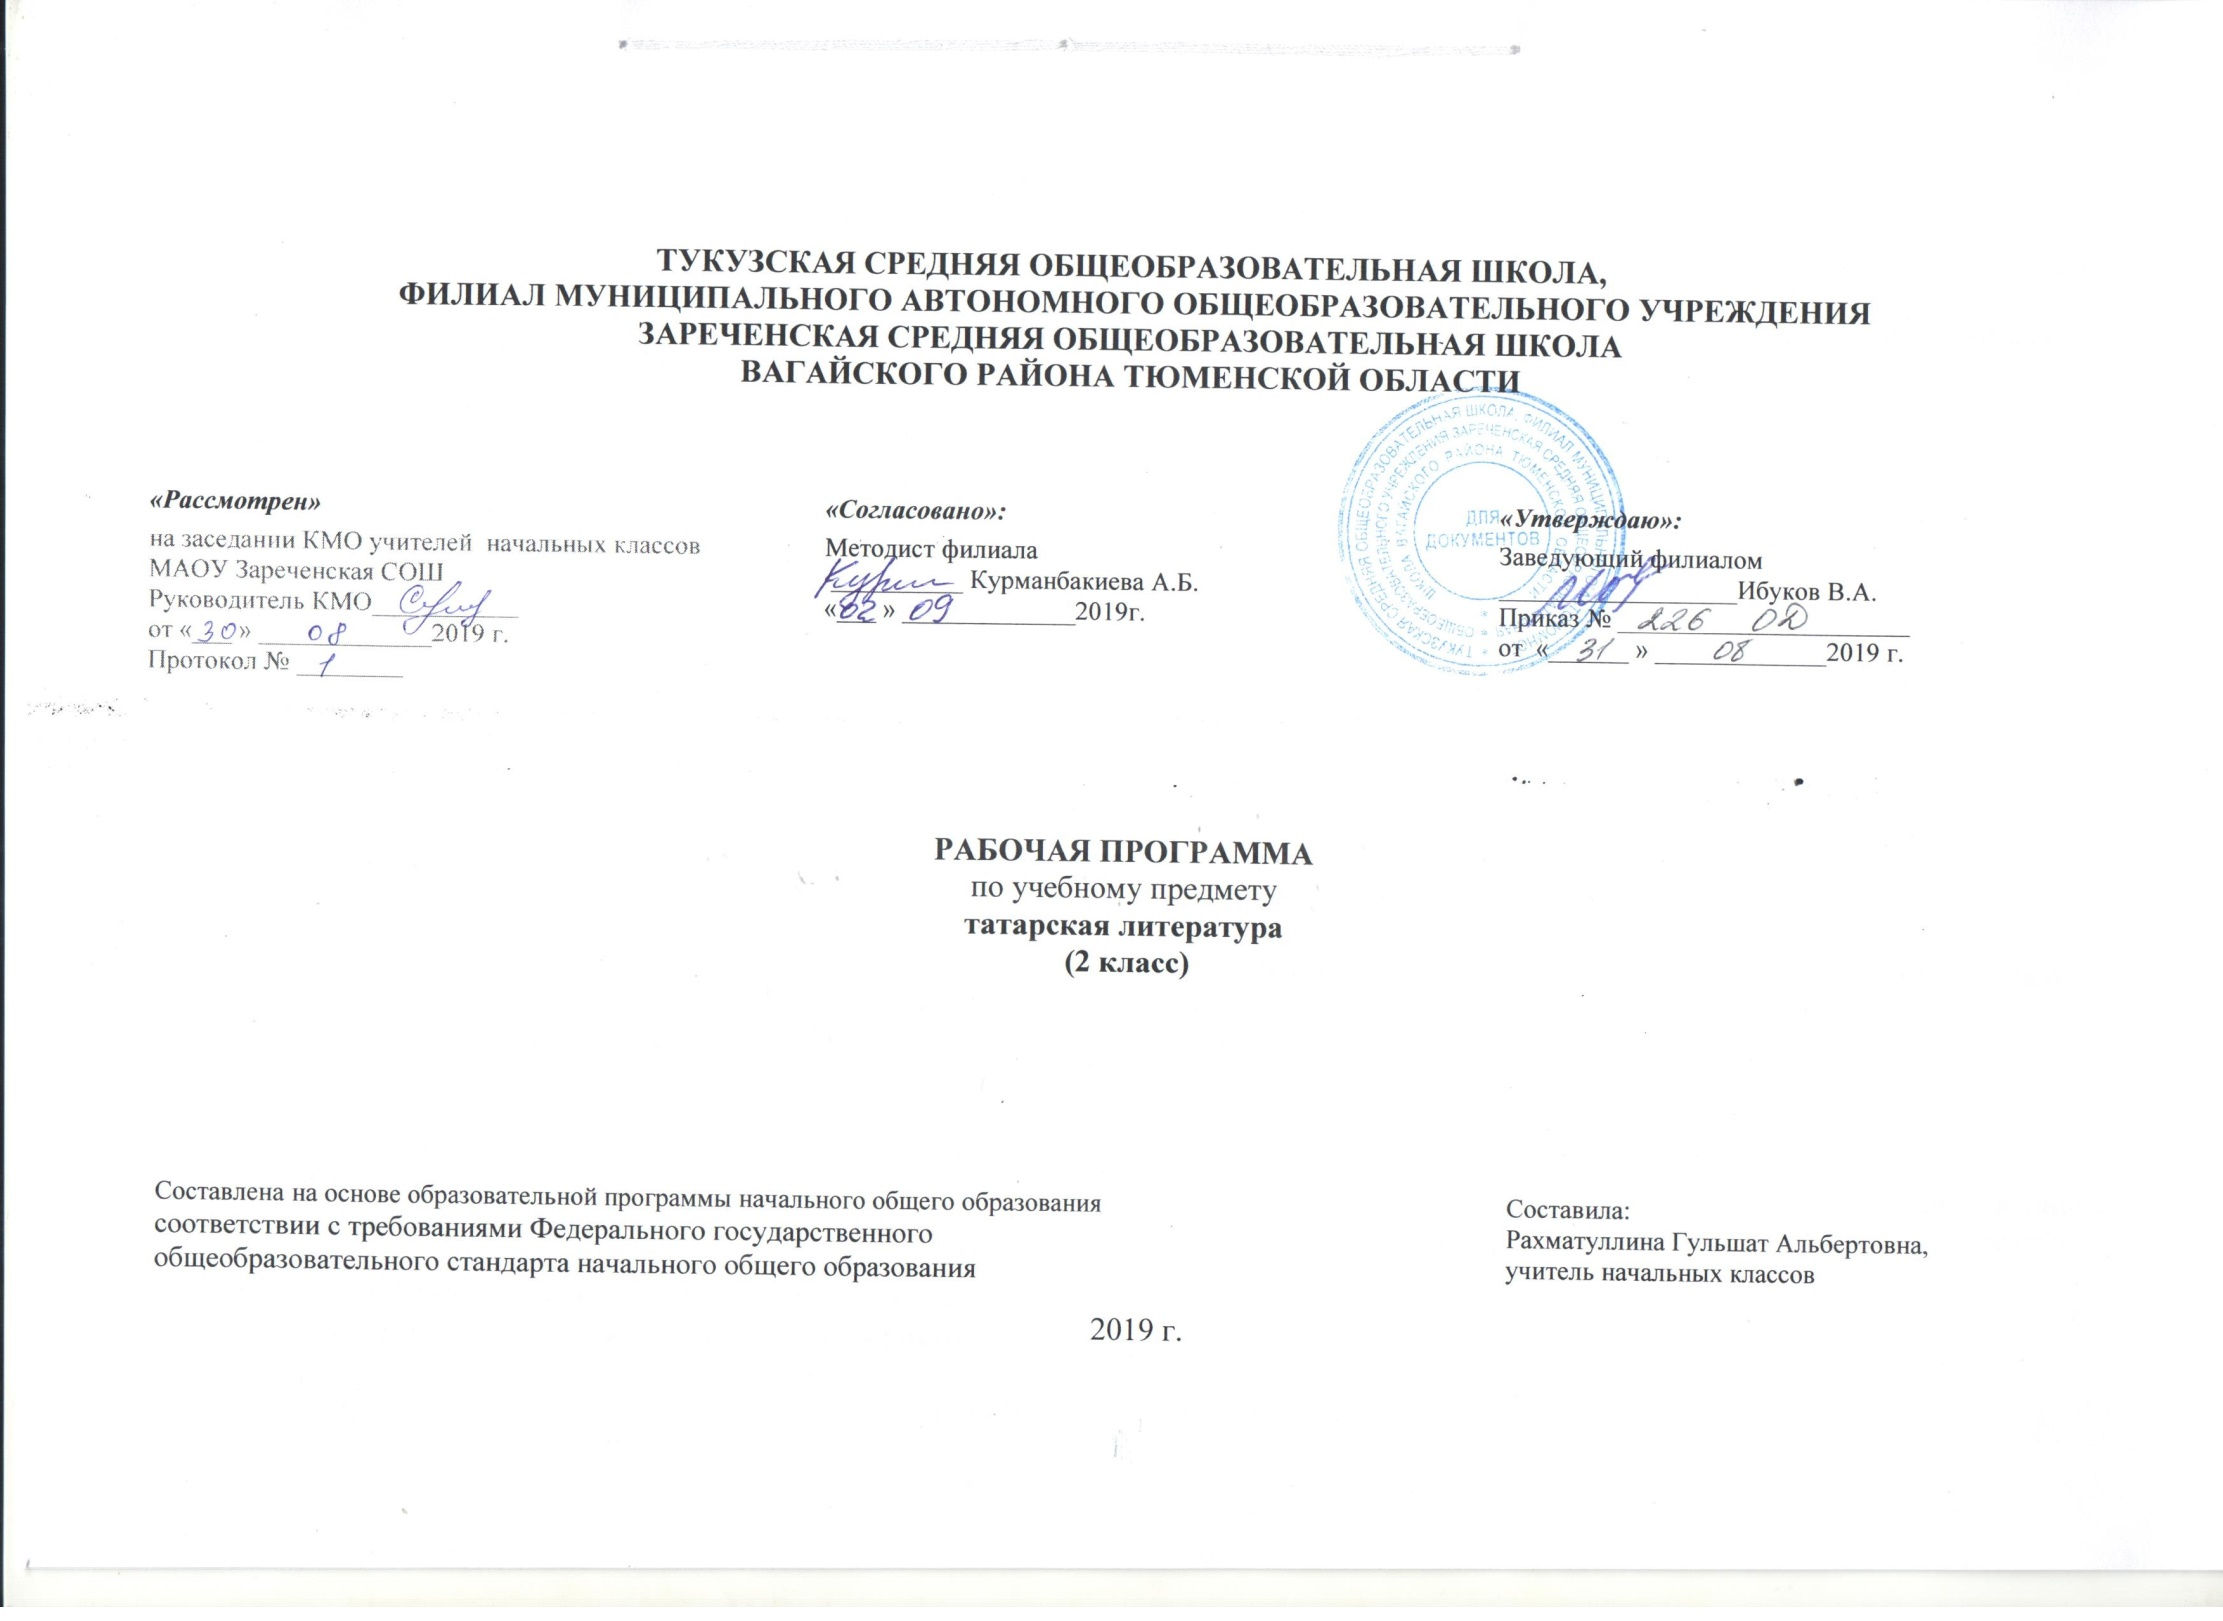 ТУКУЗСКАЯ СРЕДНЯЯ ОБЩЕОБРАЗОВАТЕЛЬНАЯ ШКОЛА,
ФИЛИАЛ МУНИЦИПАЛЬНОГО АВТОНОМНОГО ОБЩЕОБРАЗОВАТЕЛЬНОГО УЧРЕЖДЕНИЯ
ЗАРЕЧЕНСКАЯ СРЕДНЯЯ ОБЩЕОБРАЗОВАТЕЛЬНАЯ ШКОЛА
ВАГАЙСКОГО РАЙОНА ТЮМЕНСКОЙ ОБЛАСТИ
«Рассмотрен»
на заседании КМО учителей начальных классов
МАОУ Зареченская СОШ
Руководитель КМО
от «30» 08 2019 г.
Протокол № 1
«Согласовано»:
Методист филиала
Курманбакиева А.Б.
«02» 09 2019г.
«Утверждаю»:
Заведующий филиалом
Ибуков В.А.
Приказ № 226 ОД
от «31» 08 2019 г.
ДЛЯ
ДОКУМЕНТОВ
РАБОЧАЯ ПРОГРАММА
по учебному предмету
татарская литература
(2 класс)
Составлена на основе образовательной программы начального общего образования
соответствии с требованиями Федерального государственного
общеобразовательного стандарта начального общего образования
Составила:
Рахматуллина Гульшат Альбертовна,
учитель начальных классов
2019 г.